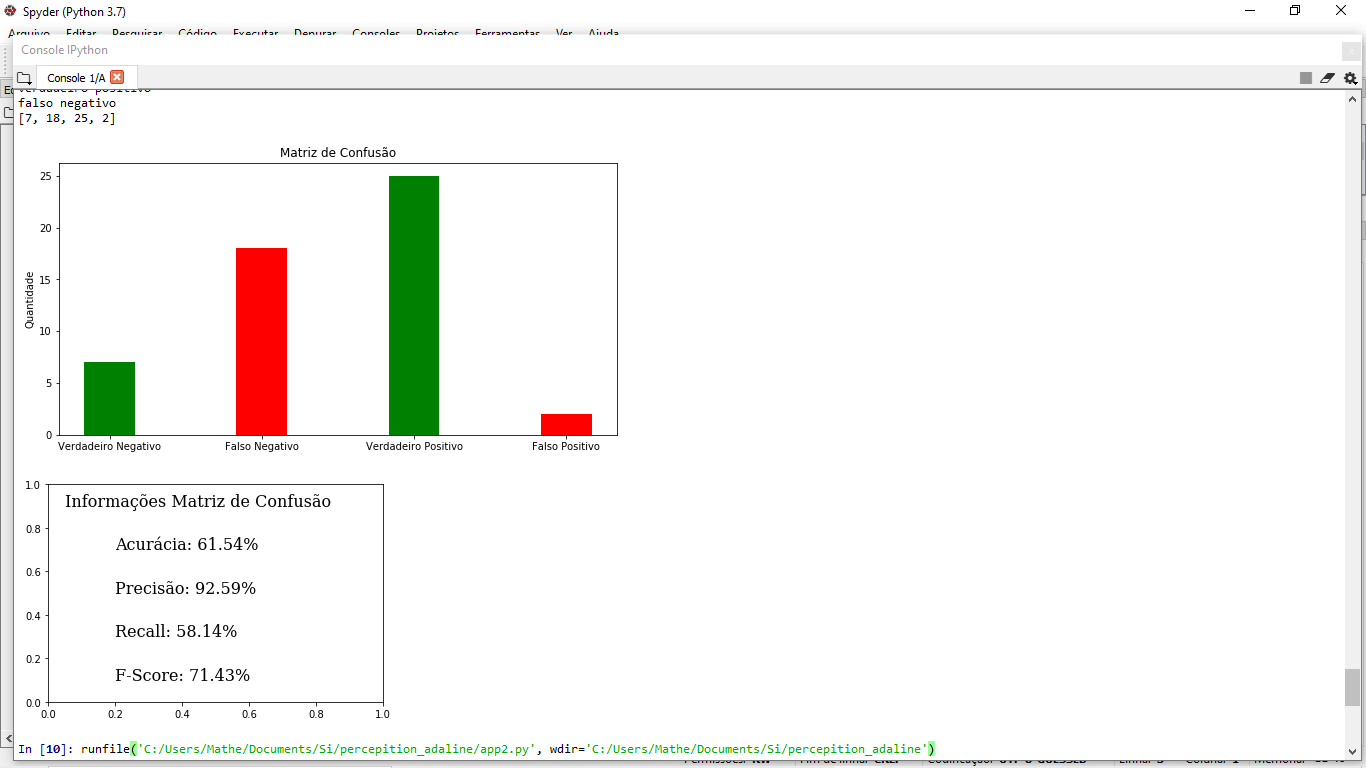 Spyder (Python 3.7)
Arquivo Editar Pesquisar Código Executar Depurar Consoles Projetos Ferramentas Ver Ajuda
Console IPython
Console 1/A
verdadeiro positivo
falso negativo
[7, 18, 25, 2]
Matriz de Confusão
25
20
15
10
5
0
Quantidade
Verdadeiro Negativo Falso Negativo Verdadeiro Positivo Falso Positivo
1.0
0.8
0.6
0.4
0.2
0.0
Informações Matriz de Confusão
Acurácia: 61.54%
Precisão: 92.59%
Recall: 58.14%
F-Score: 71.43%
0.0 0.2 0.4 0.6 0.8 1.0
In [10]: runfile('C:/Users/Mathe/Documents/Si/percepition_adaline/app2.py', wdir='C:/Users/Mathe/Documents/Si/percepition_adaline')